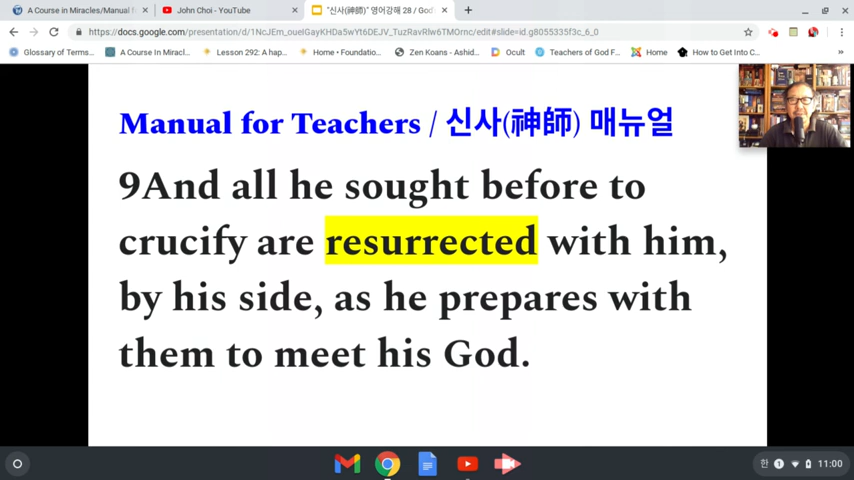 A Course in Miracles/Manual f
John Choi - YouTube
"신사(神師)" 영어강해 28 / God
https://docs.google.com/presentation/d/1NcJEm_oueIGayKHDa5wYt6DEJV_TuzRavRlw6TMOrnc/edit#slide=id.g8055335f3c_6_0
Glossary of Terms...
A Course In Miracl...
Lesson 292: A hap...
Home • Foundatio...
Zen Koans - Ashid...
Ocult
Teachers of God F...
Home
How to Get Into C...
»
Manual for Teachers / 신사(神師) 매뉴얼
9And all he sought before to
crucify are resurrected with him,
by his side, as he prepares with
them to meet his God.
한 1 11:00